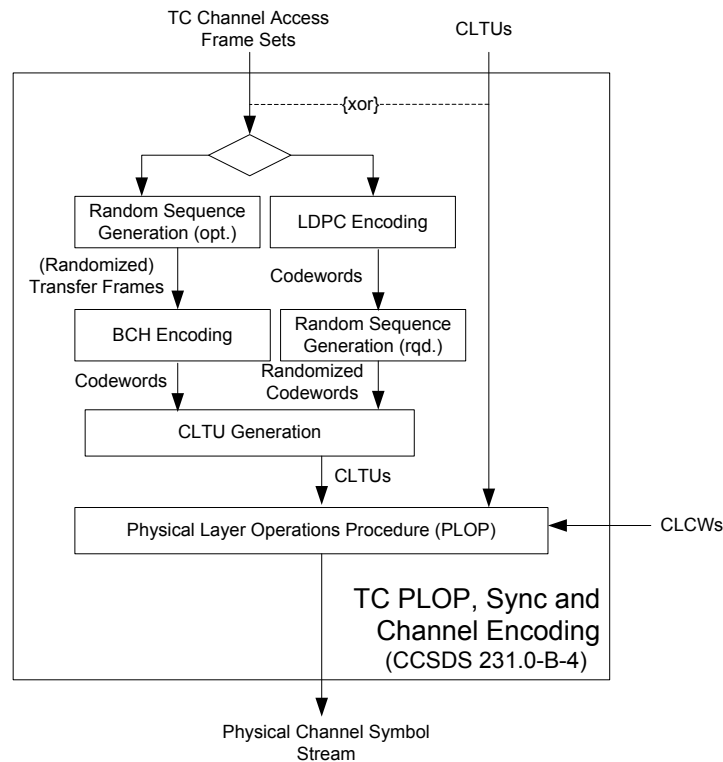 TC Channel Access
Frame Sets
CLTUs
{xor}
Random Sequence
Generation (opt.)
LDPC Encoding
(Randomized)
Transfer Frames
Codewords
BCH Encoding
Random Sequence
Generation (rqd.)
Codewords
Randomized
Codewords
CLTU Generation
CLTUs
Physical Layer Operations Procedure (PLOP)
CLCWs
TC PLOP, Sync and
Channel Encoding
(CCSDS 231.0-B-4)
Physical Channel Symbol
Stream